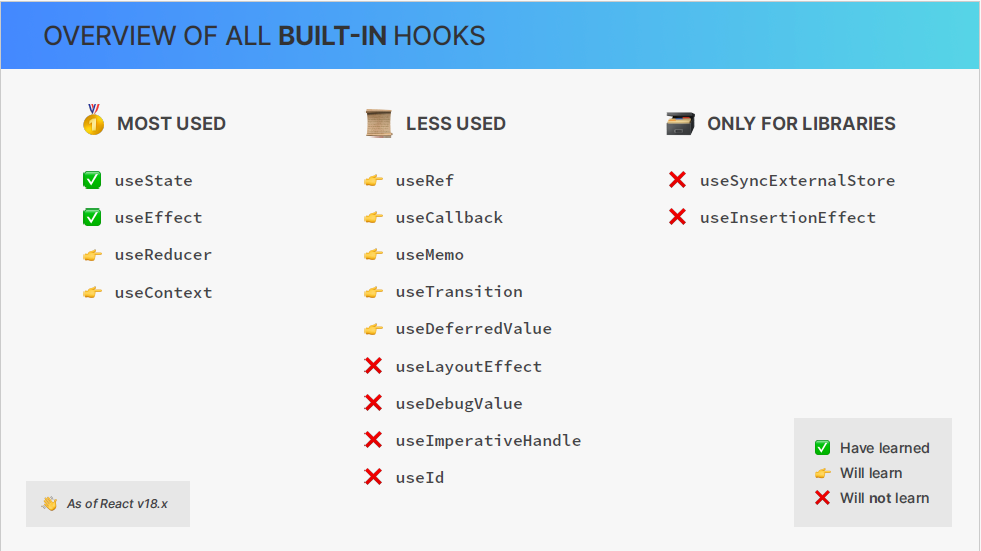 OVERVIEW OF ALL BUILT-IN HOOKS
MOST USED
useState
useEffect
useReducer
useContext
LESS USED
useRef
useCallback
useMemo
useTransition
useDeferredValue
useLayoutEffect
useDebugValue
useImperativeHandle
useId
ONLY FOR LIBRARIES
useSyncExternalStore
useInsertionEffect
Have learned
Will learn
Will not learn
As of React v18.x